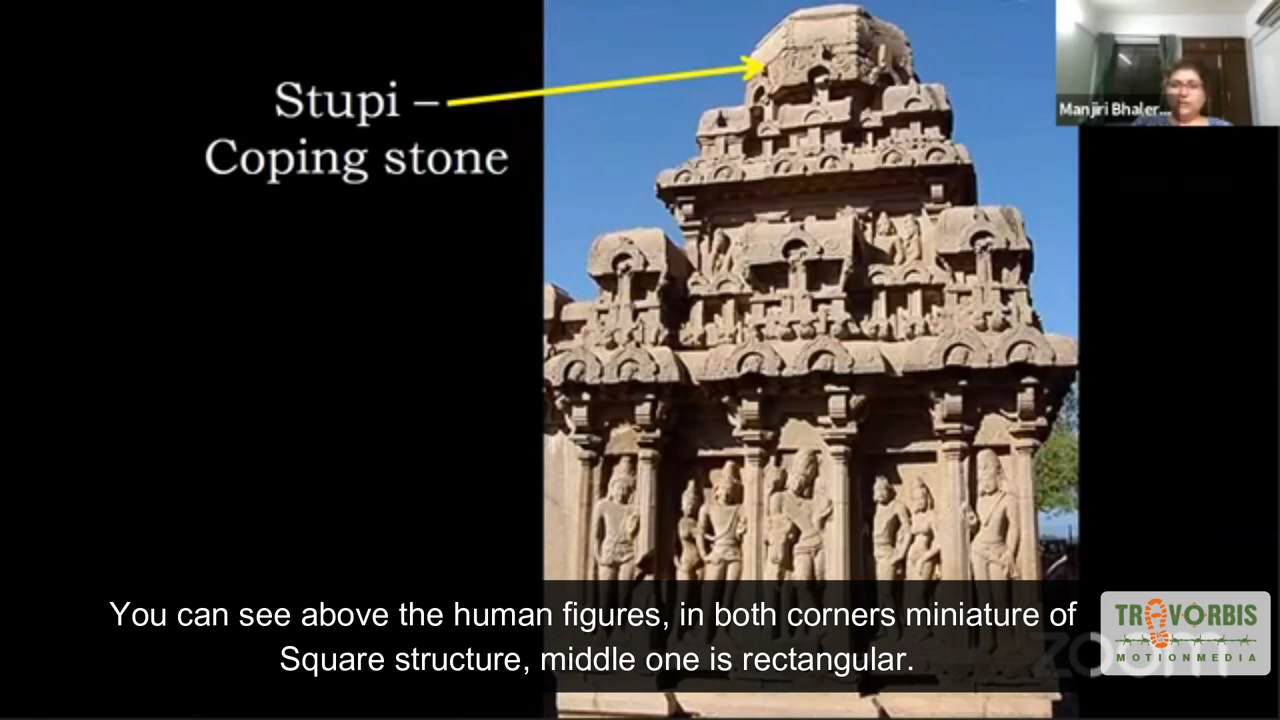 Stupi –
Coping stone
Manjiri Bhaler...
You can see above the human figures, in both corners miniature of
Square structure, middle one is rectangular.
zoom
TRAVORBIS
MOTIONMEDIA